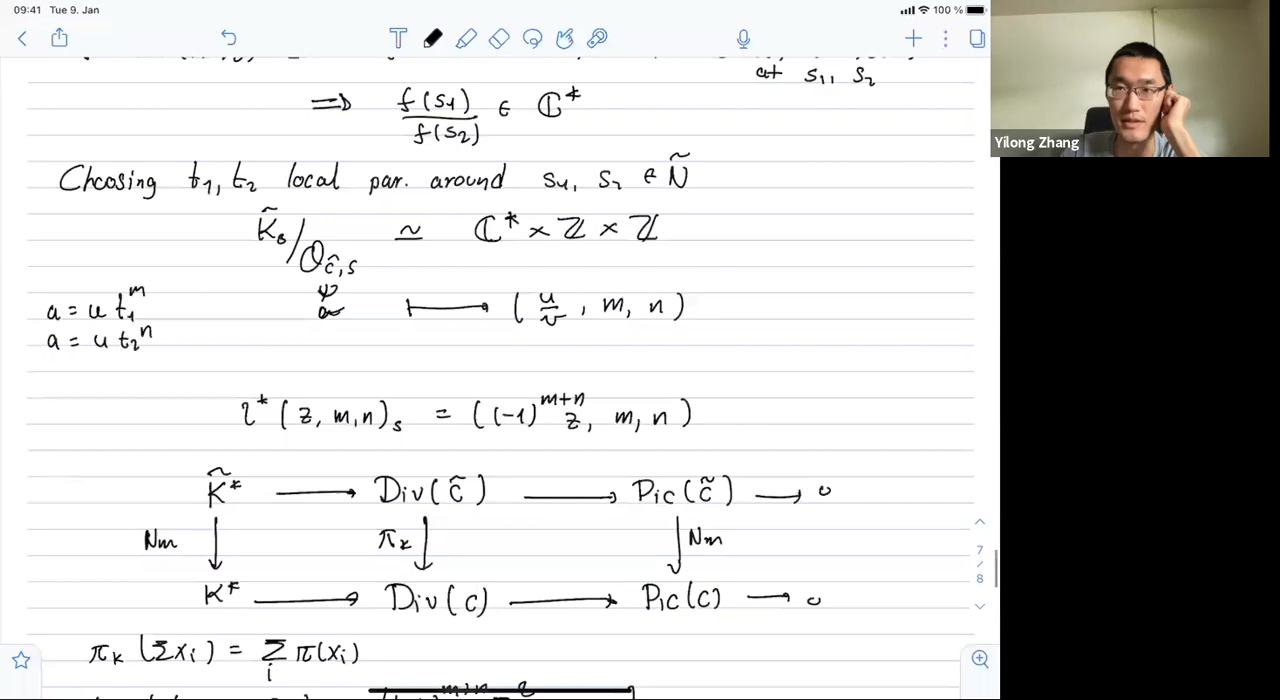 09:41 Tue 9. Jan 100 %
at s₁, s₂
⟹ f(s₁)/f(s₂) ∈ ℂ*
Choosing t₁, t₂ local par. around s₁, s₂ ∈ Ñ
K̃ₛ/𝒪_{c̃,s} ≃ ℂ* × ℤ × ℤ
a = u t₁^m
a ⟼ (u/v, m, n)
a = u t₂^n
ι* (z, m, n)ₛ = ((-1)^{m+n} z, m, n)
K̃* ⟶ Div(C̃) ⟶ Pic(C̃) ⟶ 0
Nm ↓ π_* ↓ ↓ Nm
K* ⟶ Div(C) ⟶ Pic(C) ⟶ 0
π_* (Σxᵢ) = Σᵢ π(xᵢ)
7
/
8
Yilong Zhang